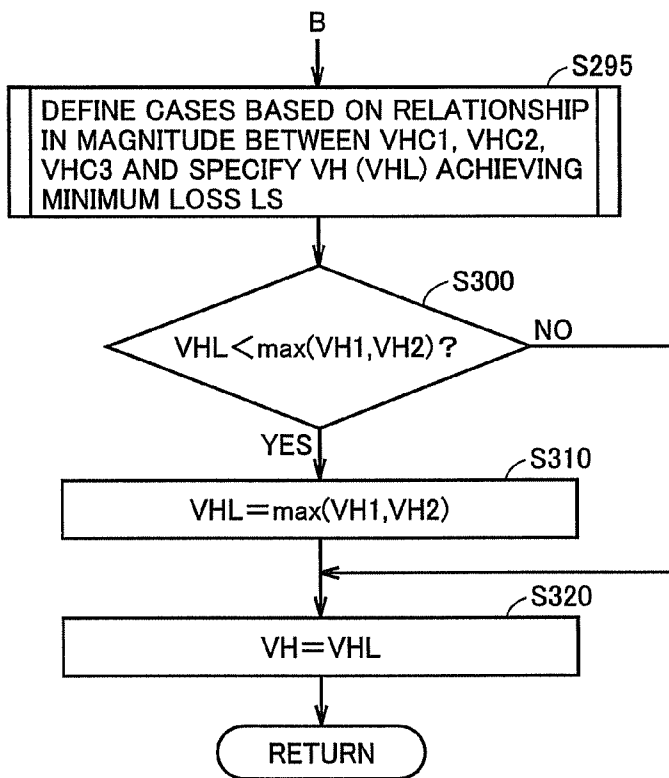 B
S295
DEFINE CASES BASED ON RELATIONSHIP
IN MAGNITUDE BETWEEN VHC1, VHC2,
VHC3 AND SPECIFY VH (VHL) ACHIEVING
MINIMUM LOSS LS
S300
VHL<max(VH1,VH2)?
NO
YES
S310
VHL=max(VH1,VH2)
S320
VH=VHL
RETURN